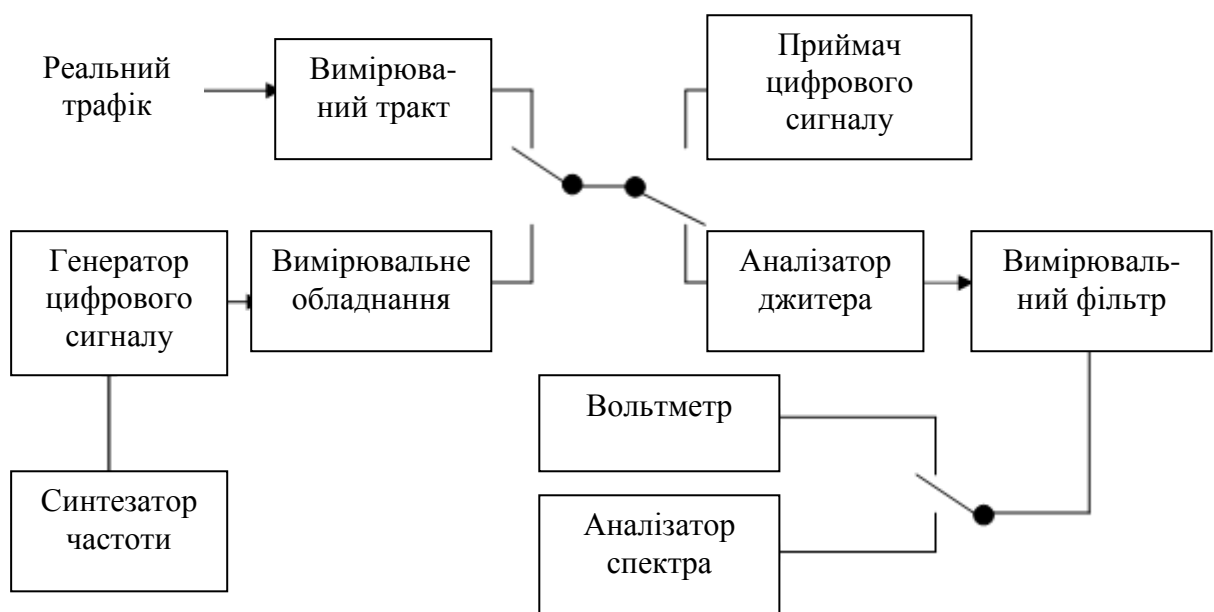 Реальний
трафік
Вимірюва-
ний тракт
Приймач
цифрового
сигналу
Генератор
цифрового
сигналу
Вимірювальне
обладнання
Аналізатор
джитера
Вимірюваль-
ний фільтр
Вольтметр
Синтезатор
частоти
Аналізатор
спектра